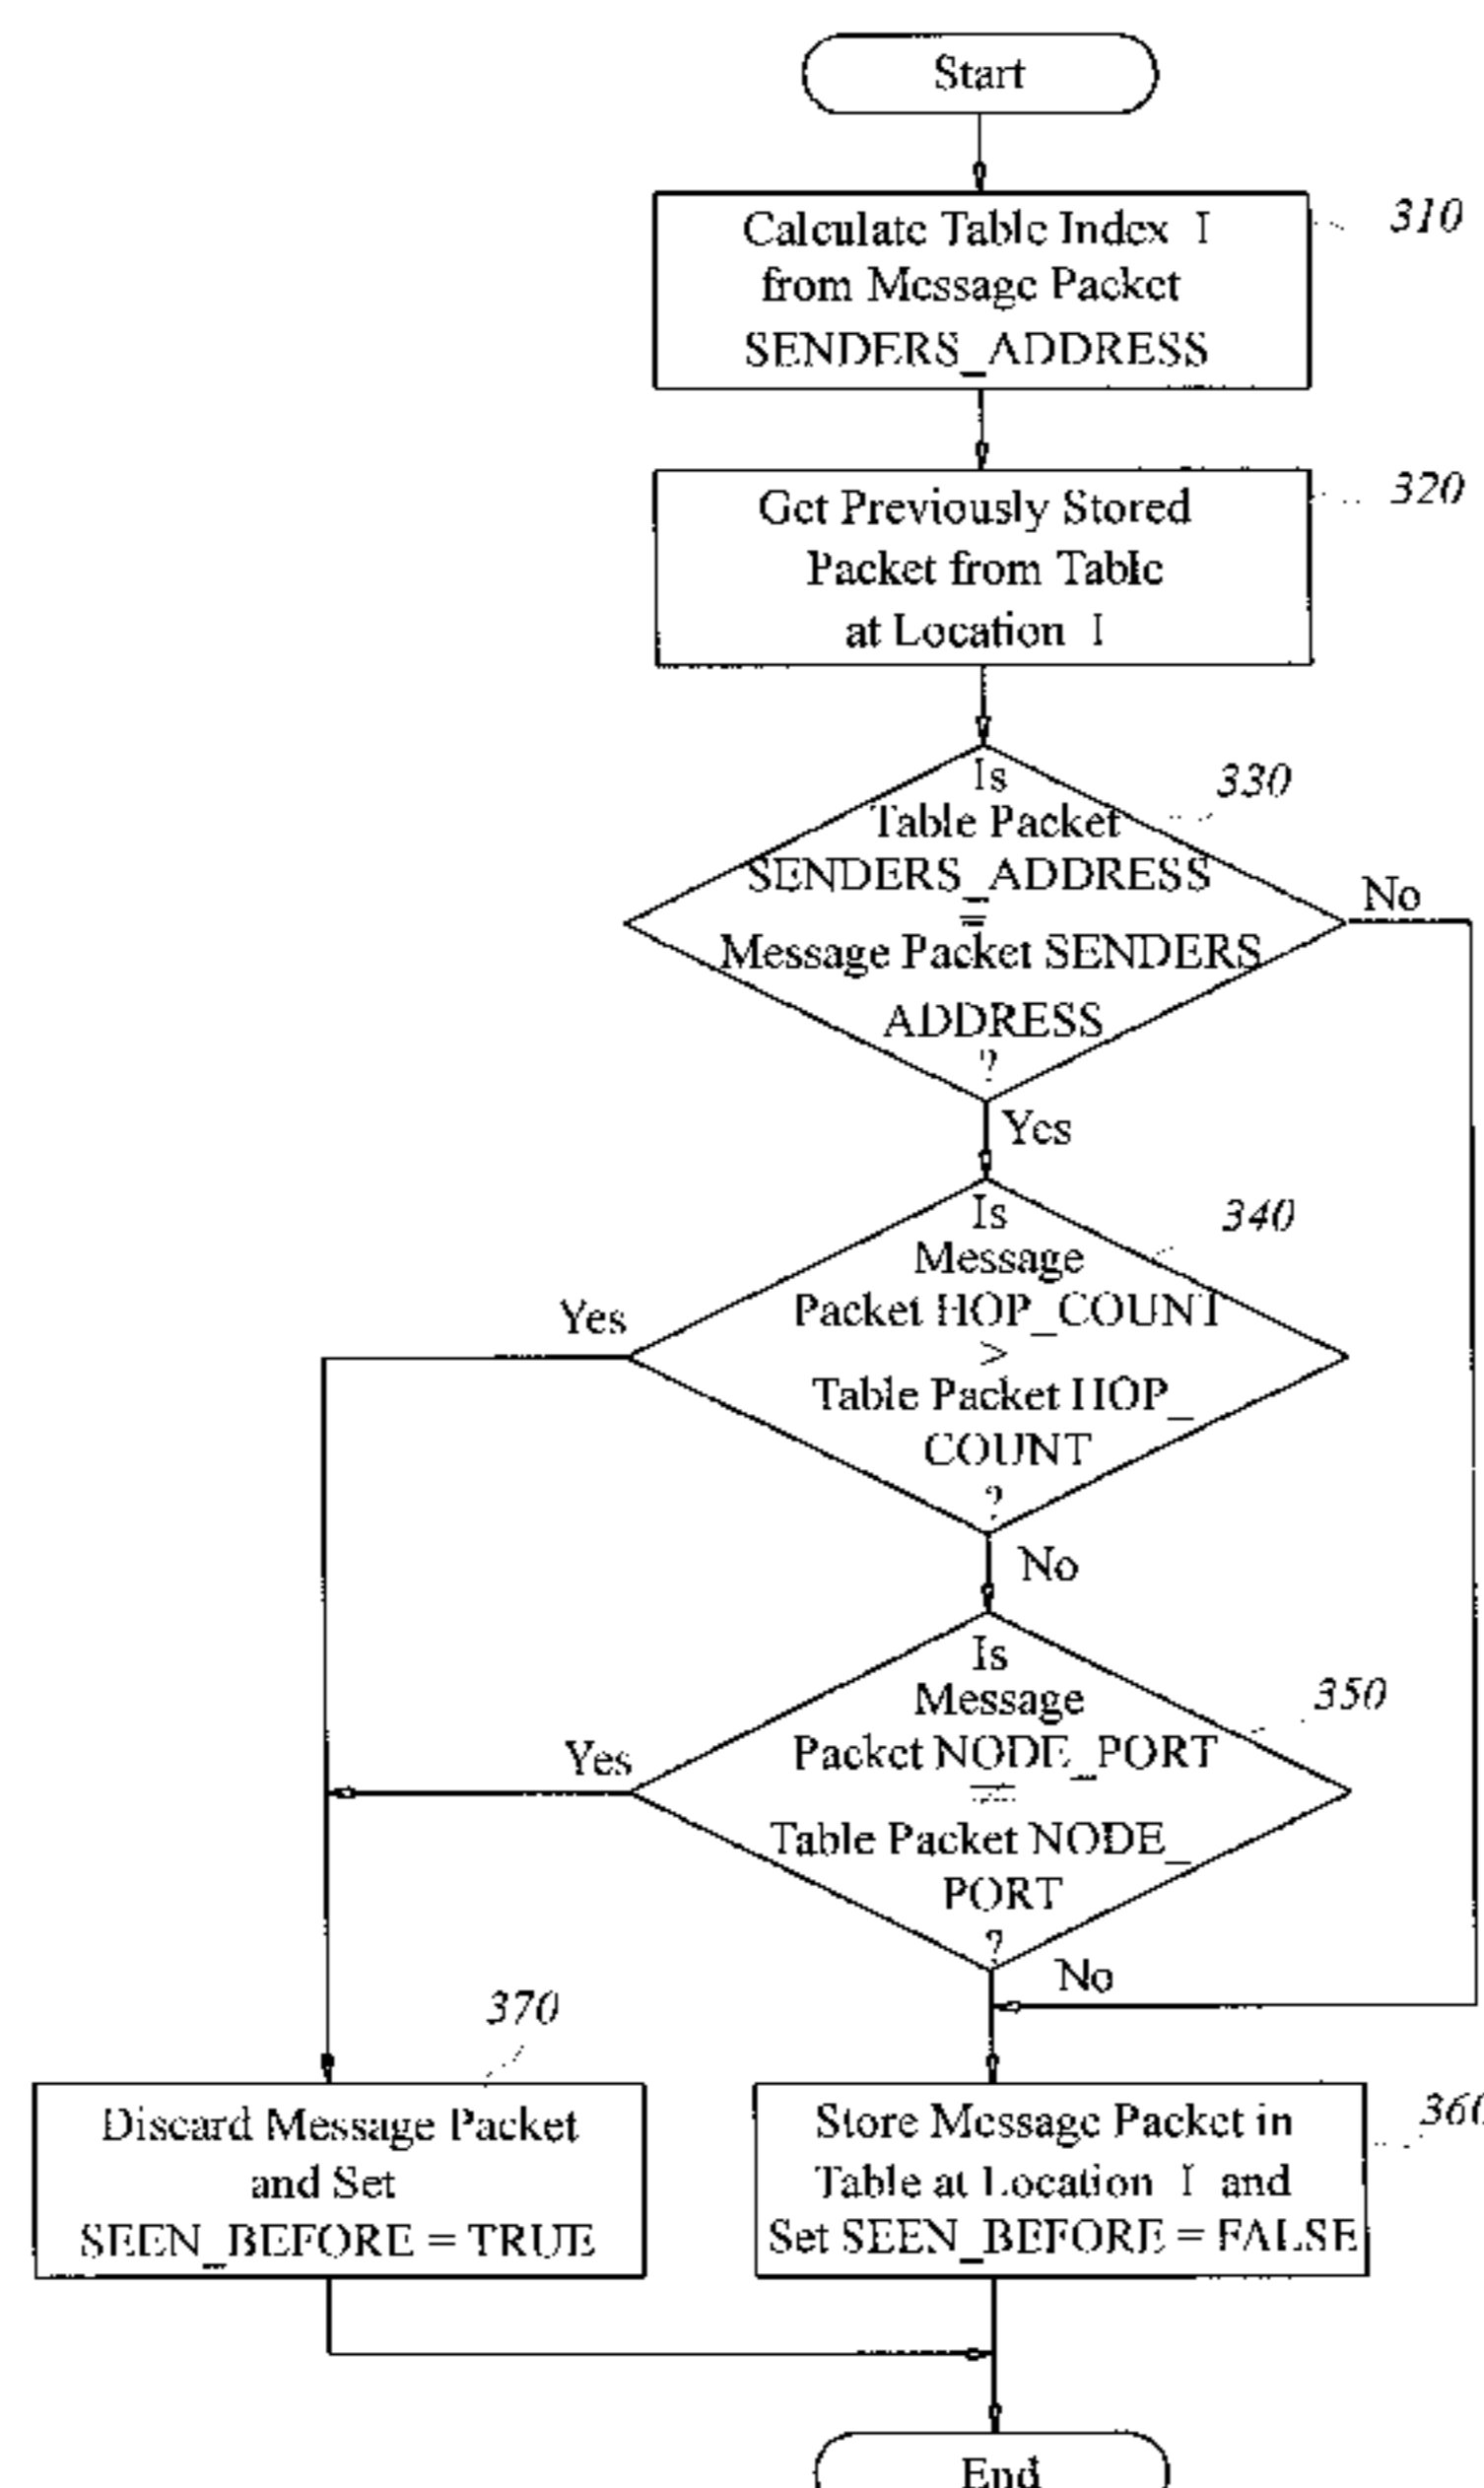 Start
Calculate Table Index I
from Message Packet
SENDERS_ADDRESS
310
Get Previously Stored
Packet from Table
at Location I
320
Is
Table Packet
SENDERS_ADDRESS
=
Message Packet SENDERS
ADDRESS
?
330
No
Yes
Is
Message
Packet HOP_COUNT
>
Table Packet HOP_
COUNT
?
340
Yes
No
Is
Message
Packet NODE_PORT
≠
Table Packet NODE_
PORT
?
350
Yes
No
370
Discard Message Packet
and Set
SEEN_BEFORE = TRUE
Store Message Packet in
Table at Location I and
Set SEEN_BEFORE = FALSE
360
End